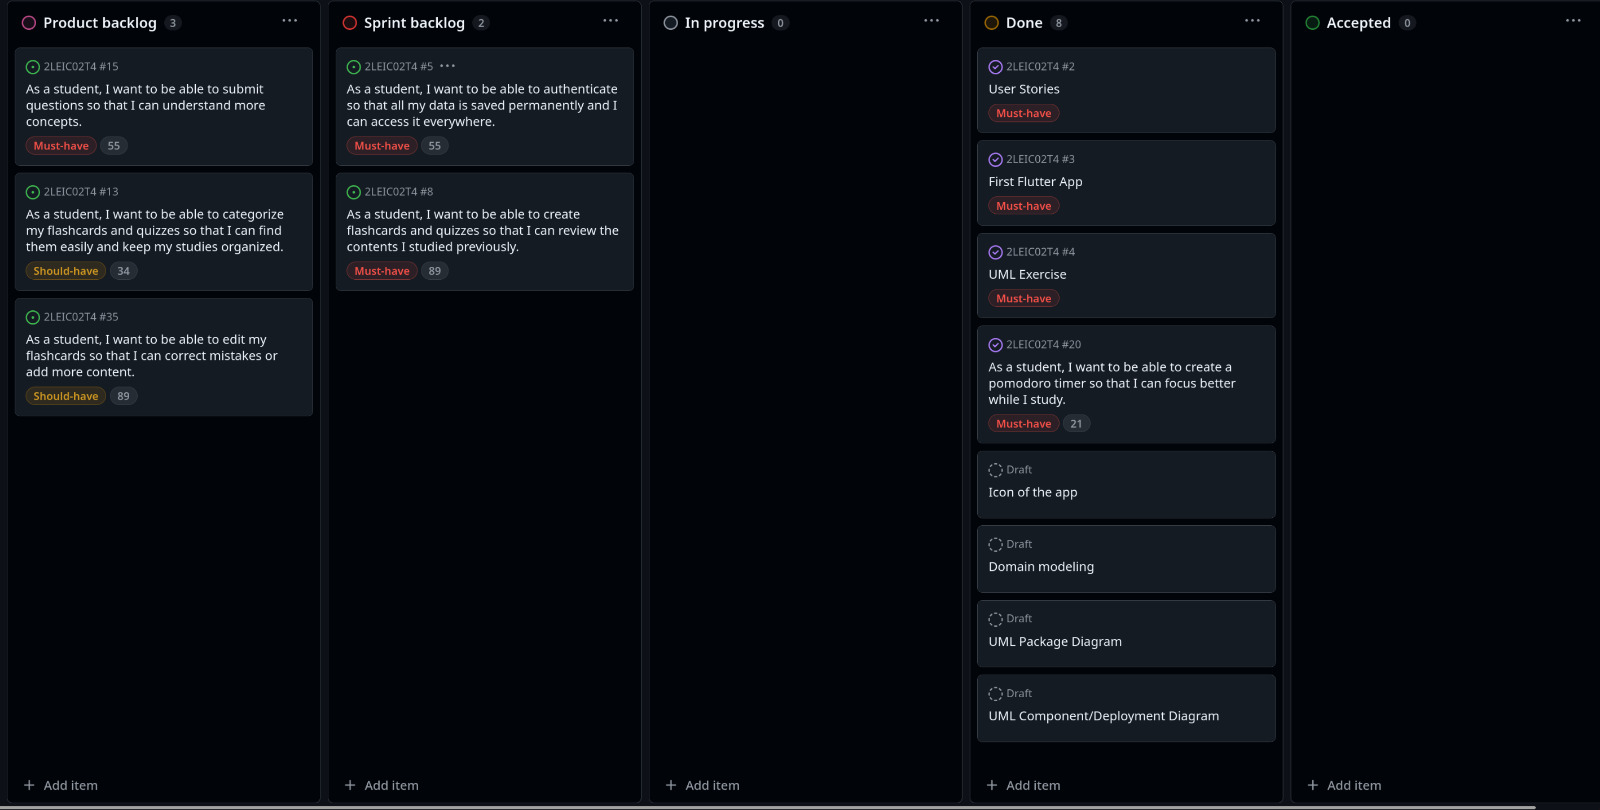 Product backlog 3 ...
2LEIC02T4 #15
As a student, I want to be able to submit
questions so that I can understand more
concepts.
Must-have 55
2LEIC02T4 #13
As a student, I want to be able to categorize
my flashcards and quizzes so that I can find
them easily and keep my studies organized.
Should-have 34
2LEIC02T4 #35
As a student, I want to be able to edit my
flashcards so that I can correct mistakes or
add more content.
Should-have 89
+ Add item
Sprint backlog 2 ...
2LEIC02T4 #5 ...
As a student, I want to be able to authenticate
so that all my data is saved permanently and I
can access it everywhere.
Must-have 55
2LEIC02T4 #8
As a student, I want to be able to create
flashcards and quizzes so that I can review the
contents I studied previously.
Must-have 89
+ Add item
In progress 0 ...
+ Add item
Done 8 ...
2LEIC02T4 #2
User Stories
Must-have
2LEIC02T4 #3
First Flutter App
Must-have
2LEIC02T4 #4
UML Exercise
Must-have
2LEIC02T4 #20
As a student, I want to be able to create a
pomodoro timer so that I can focus better
while I study.
Must-have 21
Draft
Icon of the app
Draft
Domain modeling
Draft
UML Package Diagram
Draft
UML Component/Deployment Diagram
+ Add item
Accepted 0 ...
+ Add item